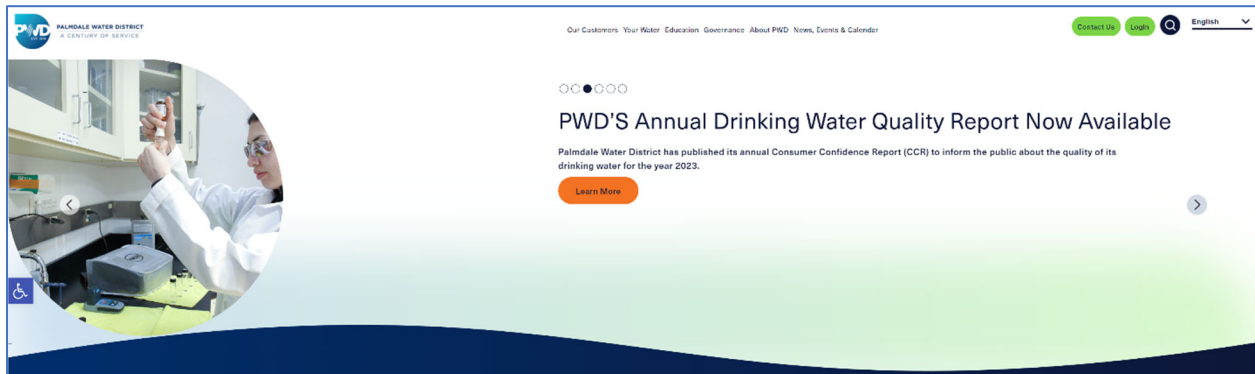 PWD
PALMDALE WATER DISTRICT
A CENTURY OF SERVICE
Our Customers Your Water Education Governance About PWD News, Events & Calendar
Contact Us
Login
English
PWD'S Annual Drinking Water Quality Report Now Available
Palmdale Water District has published its annual Consumer Confidence Report (CCR) to inform the public about the quality of its
drinking water for the year 2023.
Learn More